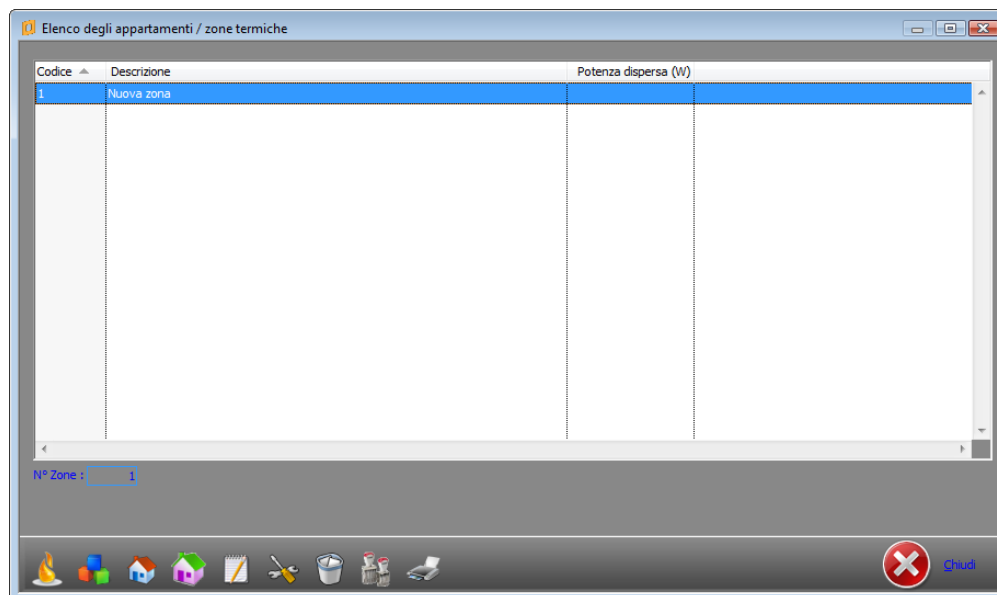 Elenco degli appartamenti / zone termiche
Codice Descrizione Potenza dispersa (W)
1 Nuova zona
N° Zone : 1
Chiudi